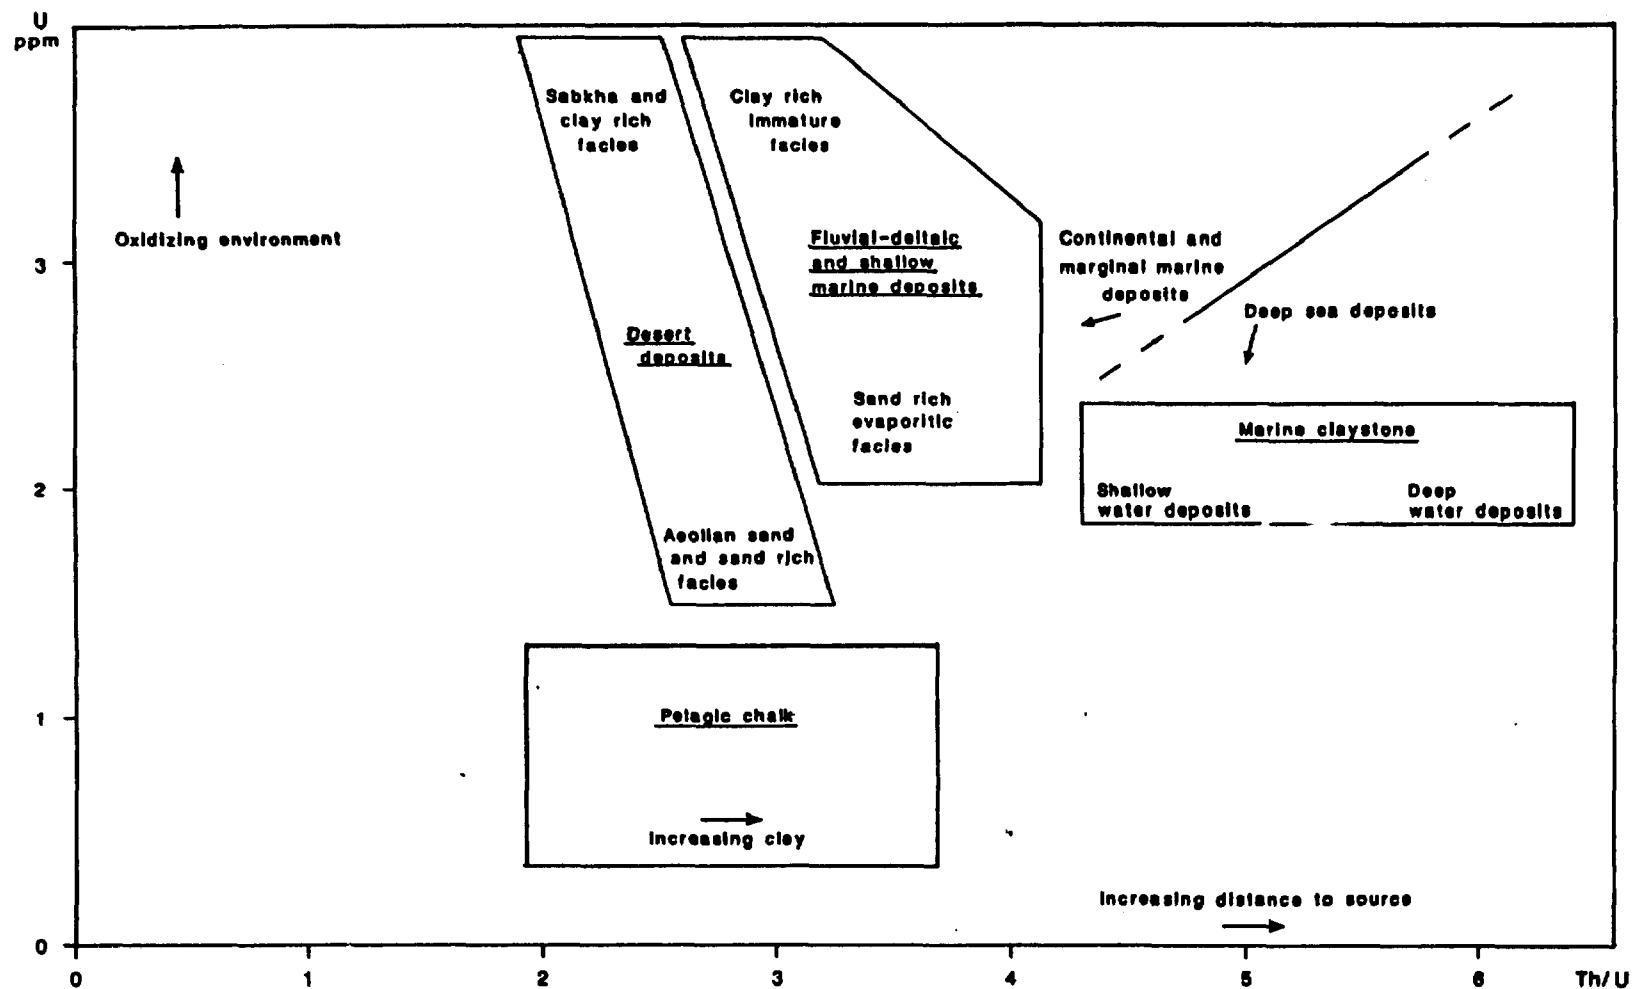 U
ppm
Sabkha and
clay rich
facies
Clay rich
immature
facies
Oxidizing environment
Fluvial-deltaic
and shallow
marine deposits
Continental and
marginal marine
deposits
3
Deep sea deposits
Desert
deposits
Sand rich
evaporitic
facies
Marine claystone
2
Shallow
water deposits
Deep
water deposits
Aeolian sand
and sand rich
facies
1
Pelagic chalk
Increasing clay
Increasing distance to source
0
0 1 2 3 4 5 6 Th/U